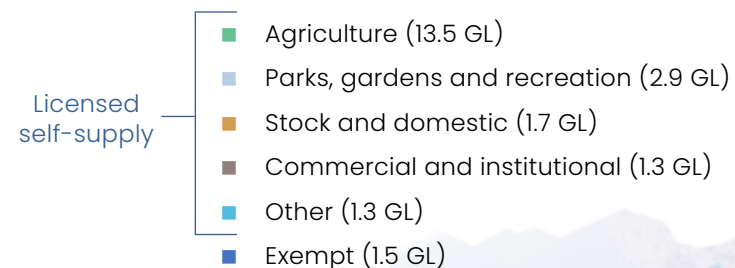 Licensed
self-supply
Agriculture (13.5 GL)
Parks, gardens and recreation (2.9 GL)
Stock and domestic (1.7 GL)
Commercial and institutional (1.3 GL)
Other (1.3 GL)
Exempt (1.5 GL)